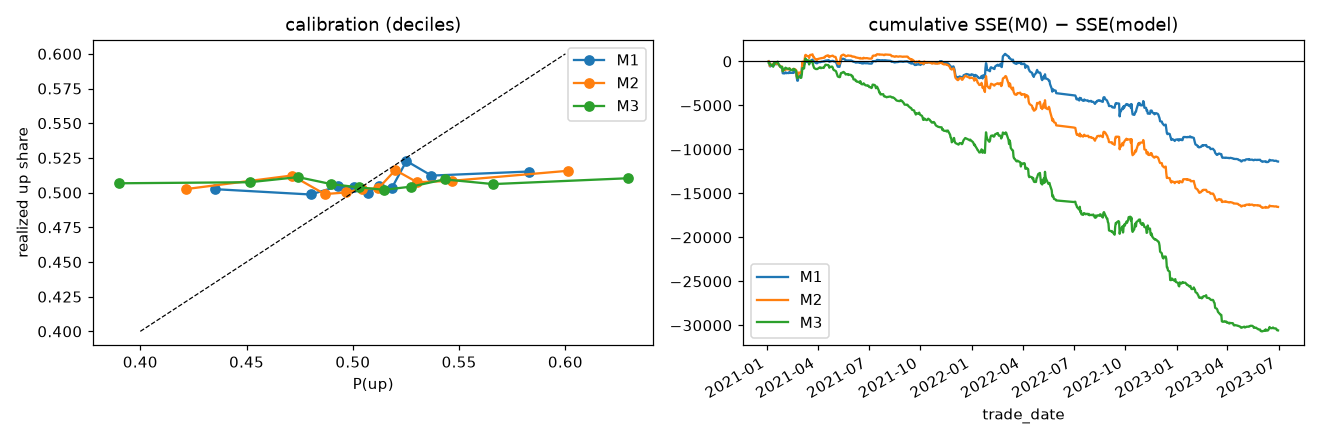 calibration (deciles)
0.600
0.575
0.550
0.525
0.500
0.475
0.450
0.425
0.400
realized up share
0.40
0.45
0.50
0.55
0.60
P(up)
M1
M2
M3
cumulative SSE(M0) − SSE(model)
0
−5000
−10000
−15000
−20000
−25000
−30000
M1
M2
M3
2021-01
2021-04
2021-07
2021-10
2022-01
2022-04
2022-07
2022-10
2023-01
2023-04
2023-07
trade_date